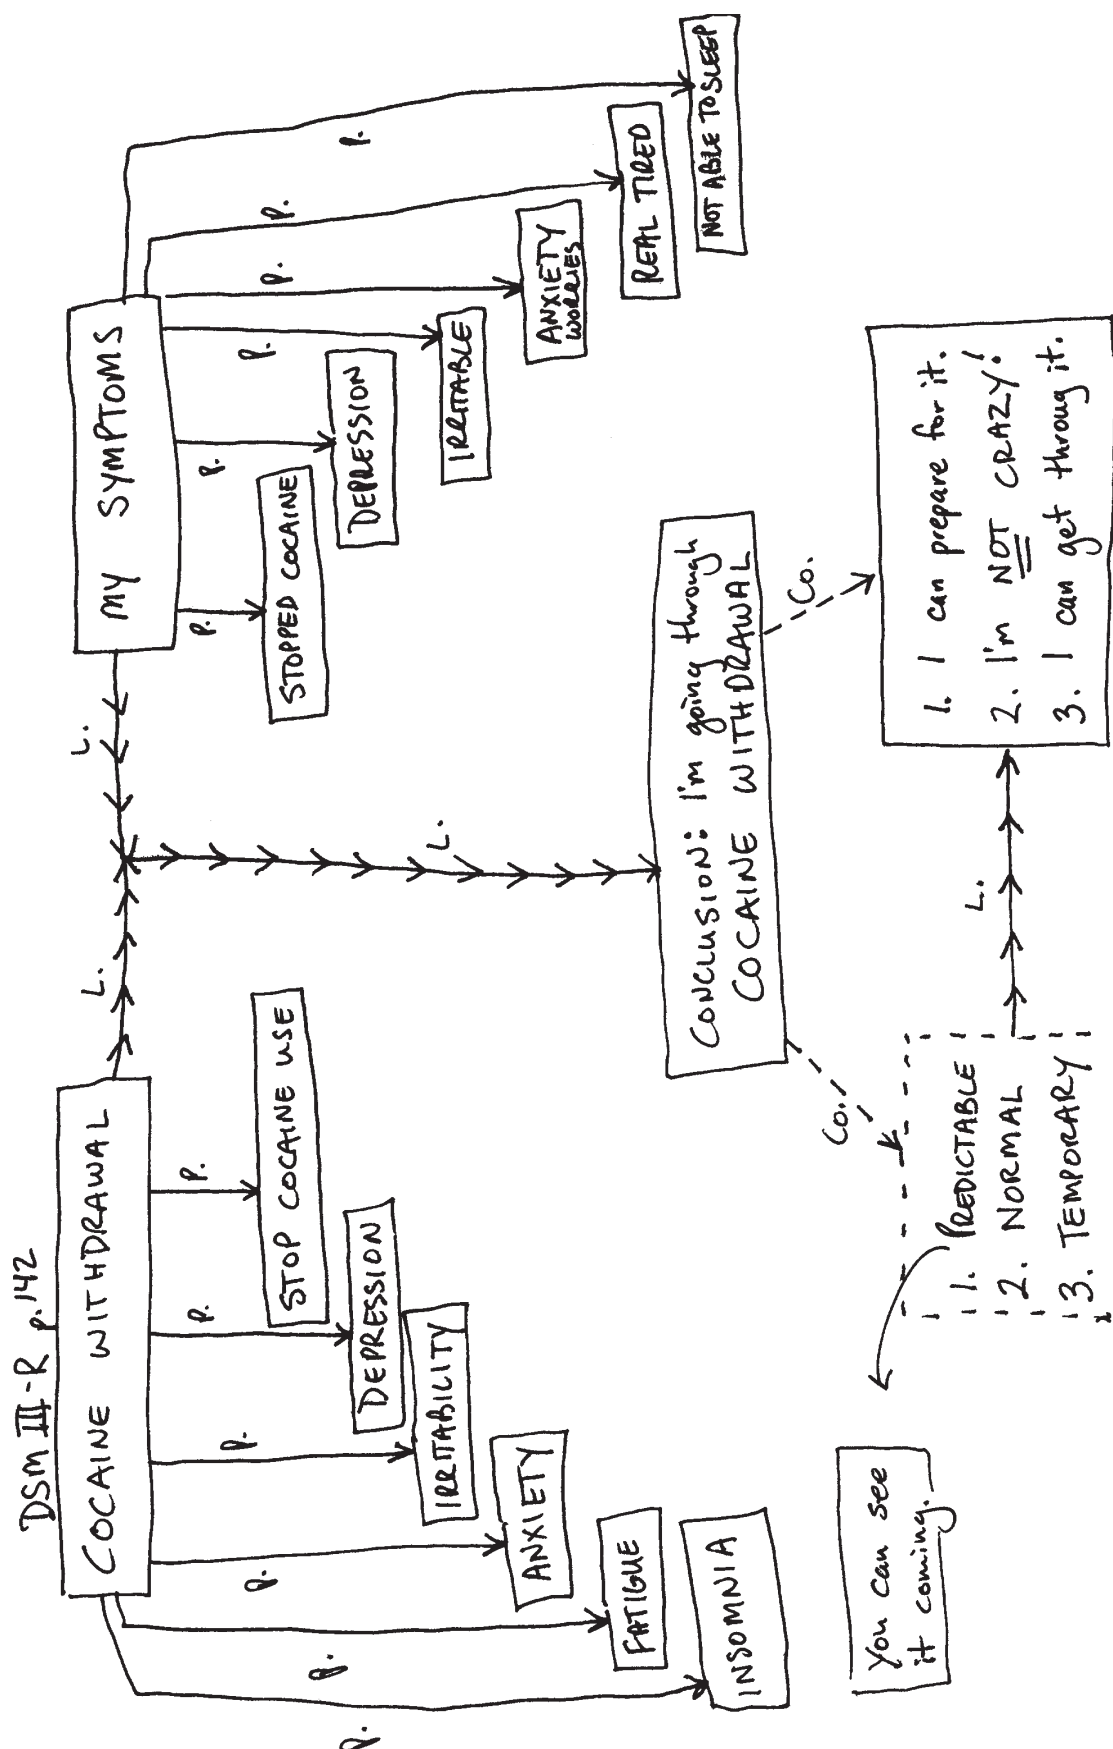 DSM III-R p.142
COCAINE WITHDRAWAL
L.
L.
MY SYMPTOMS
P.
P.
P.
P.
P.
P.
STOP COCAINE USE
DEPRESSION
IRRITABILITY
ANXIETY
FATIGUE
INSOMNIA
P.
P.
P.
P.
P.
P.
STOPPED COCAINE
DEPRESSION
IRRITABLE
ANXIETY
WORRIES
REAL TIRED
NOT ABLE TO SLEEP
L.
CONCLUSION: I'm going through
COCAINE WITHDRAWAL
Co.
Co.
You can see
it coming.
1. PREDICTABLE
2. NORMAL
3. TEMPORARY
L.
1. I can prepare for it.
2. I'm NOT CRAZY!
3. I can get throug it.